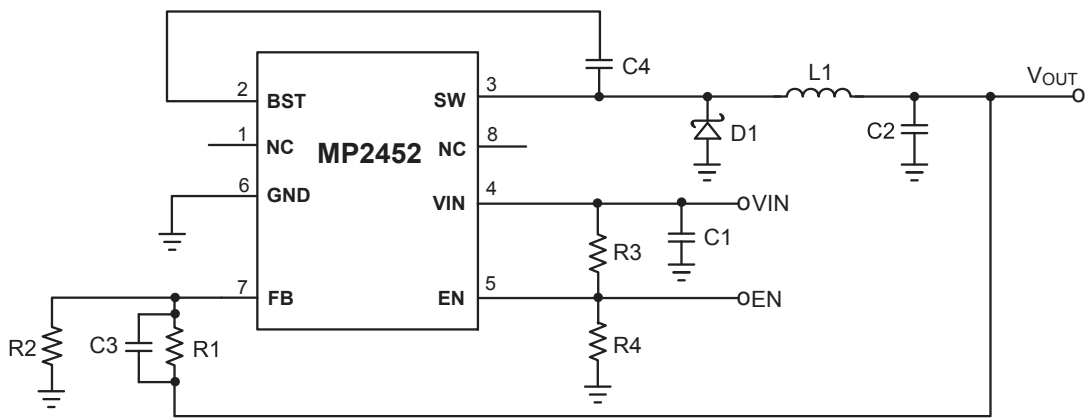 C4
L1
VOUT
2
BST
3
SW
D1
C2
1
NC
8
NC
MP2452
6
GND
4
VIN
VIN
R3
C1
7
FB
5
EN
EN
R2
C3
R1
R4